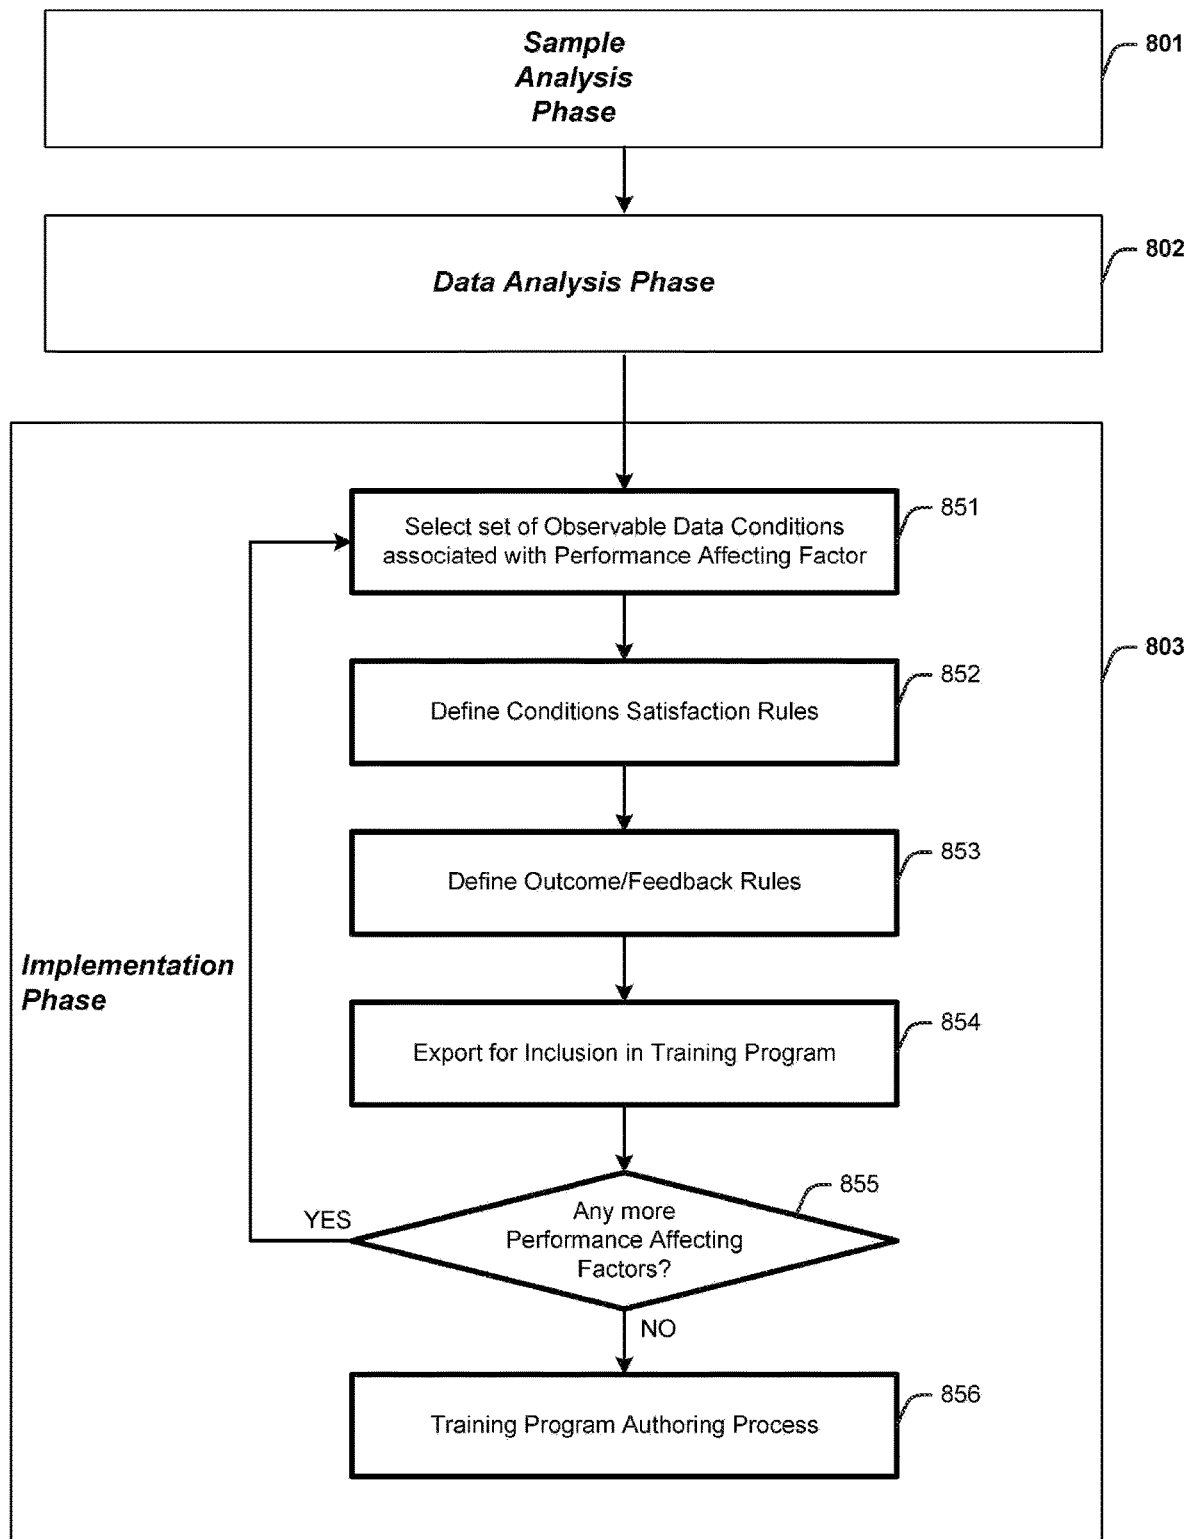 Sample
Analysis
Phase
801
Data Analysis Phase
802
Select set of Observable Data Conditions
associated with Performance Affecting Factor
851
803
Define Conditions Satisfaction Rules
852
Define Outcome/Feedback Rules
853
Implementation
Phase
Export for Inclusion in Training Program
854
Any more
Performance Affecting
Factors?
855
YES
NO
Training Program Authoring Process
856